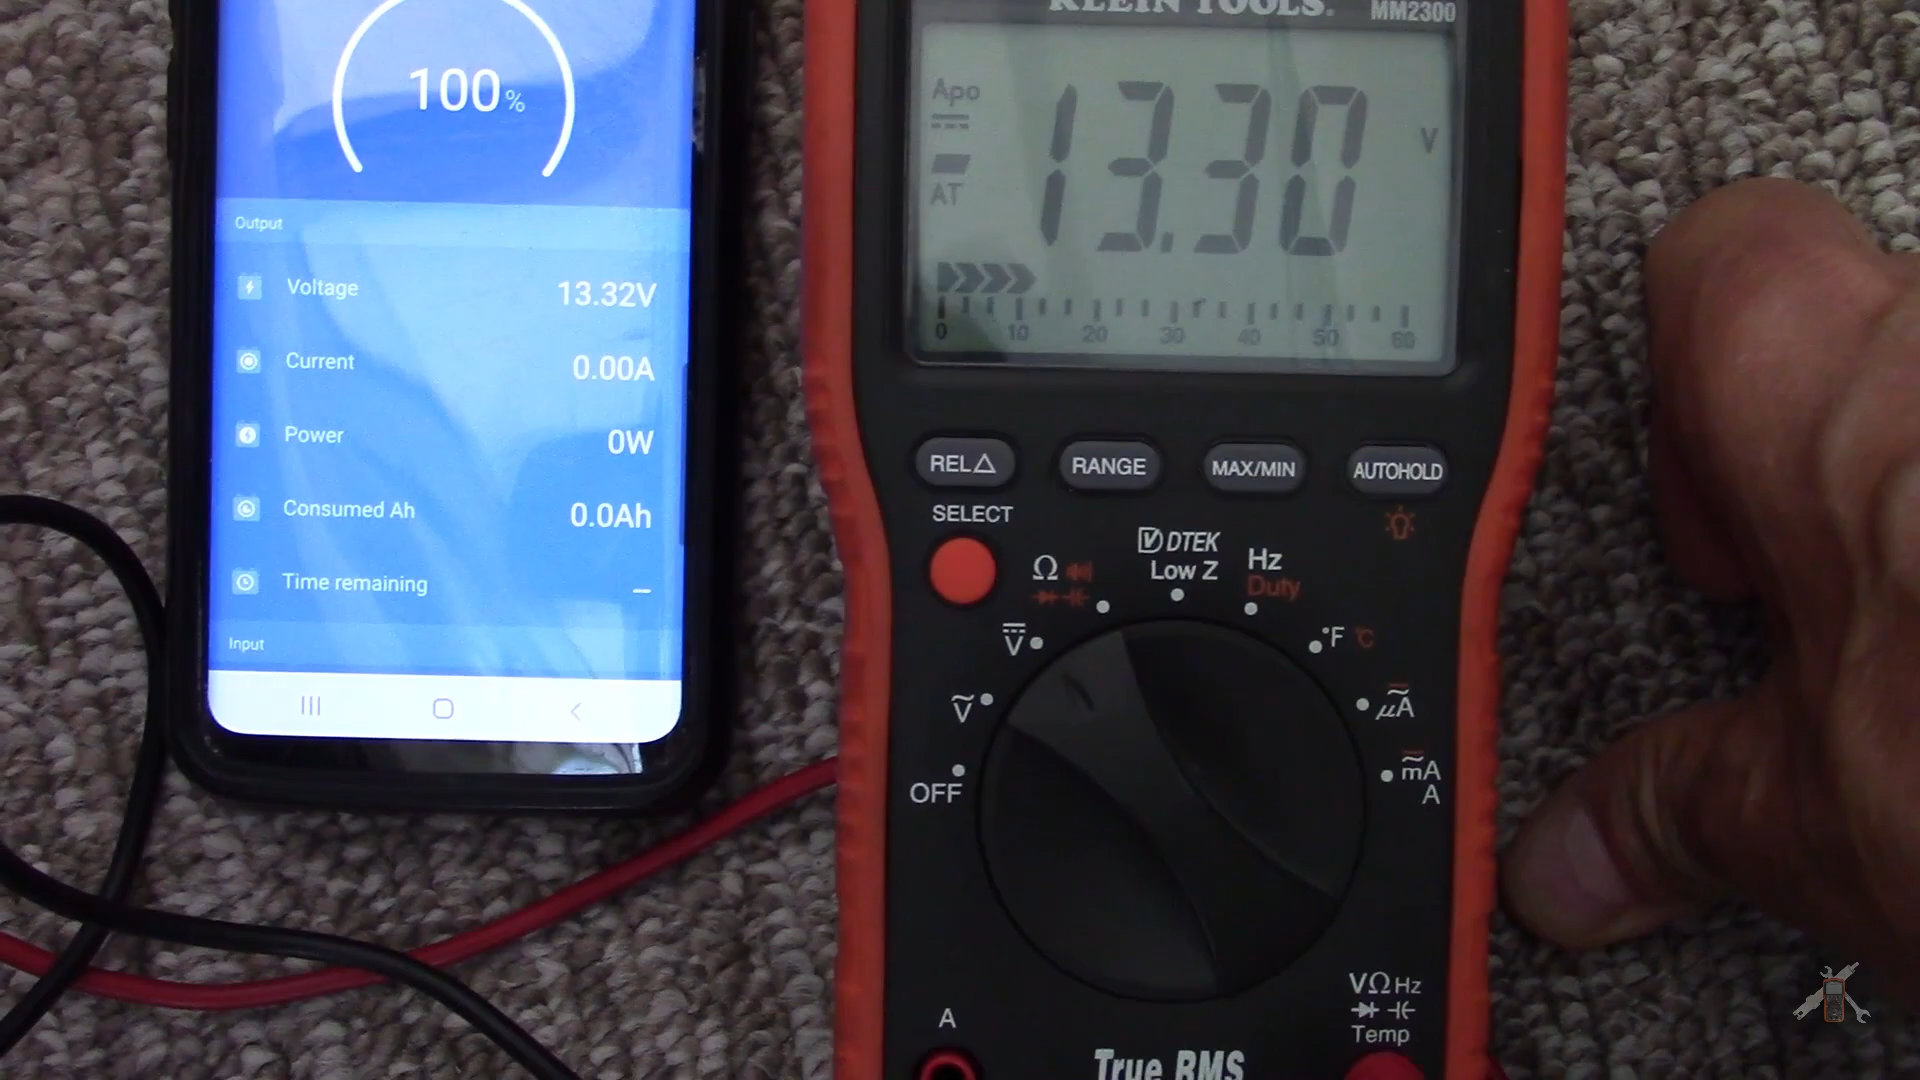 100%
Output
Voltage 13.32V
Current 0.00A
Power 0W
Consumed Ah 0.0Ah
Time remaining –
Input
KLEIN TOOLS. MM2300
Apo
AT
13.30 V
0 10 20 30 40 50 60
REL△ RANGE MAX/MIN AUTOHOLD
SELECT
V DTEK
Low Z
Hz
Duty
Ω
°F °C
V
V
µA
mA
A
OFF
VΩHz
Temp
A
True RMS